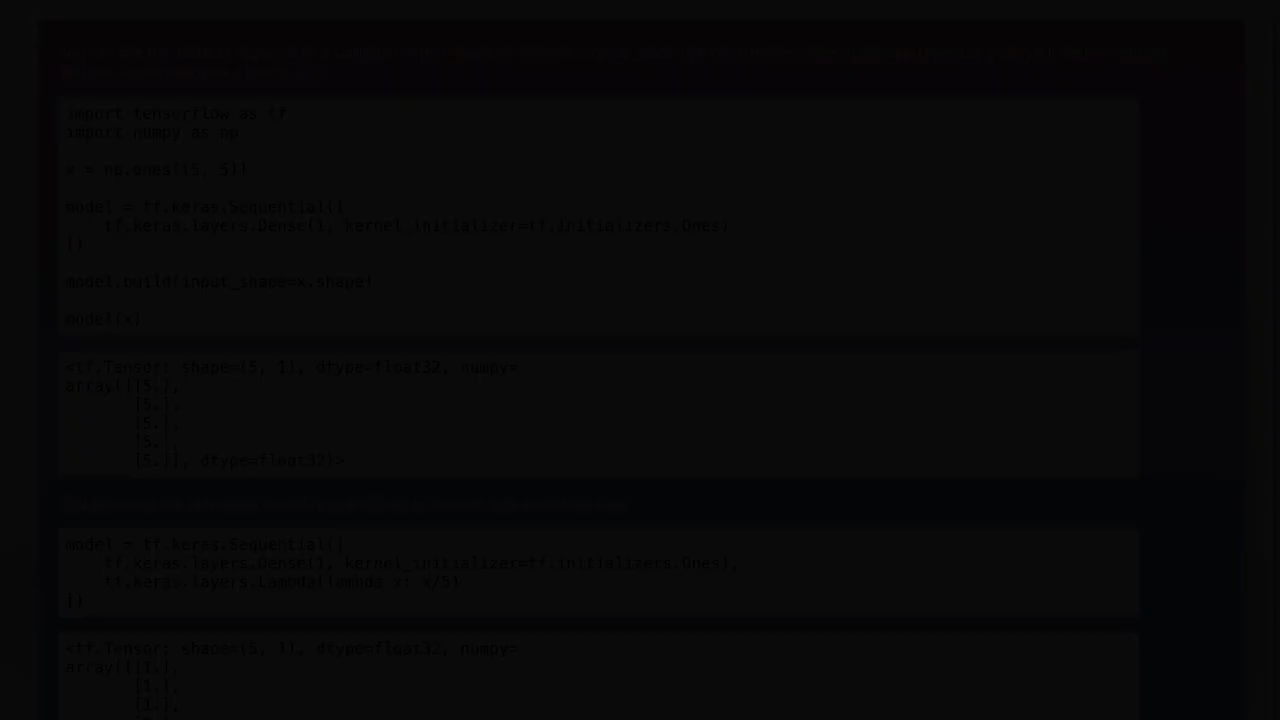 import tensorflow as tf
import numpy as np
x = np.ones((5, 5))
model = tf.keras.Sequential([
    tf.keras.layers.Dense(1, kernel_initializer=tf.initializers.Ones)
])
model.build(input_shape=x.shape)
model(x)
<tf.Tensor: shape=(5, 1), dtype=float32, numpy=
array([[5.],
       [5.],
       [5.],
       [5.],
       [5.]], dtype=float32)>
model = tf.keras.Sequential([
    tf.keras.layers.Dense(1, kernel_initializer=tf.initializers.Ones),
    tf.keras.layers.Lambda(lambda x: x/5)
])
<tf.Tensor: shape=(5, 1), dtype=float32, numpy=
array([[1.],
       [1.],
       [1.],